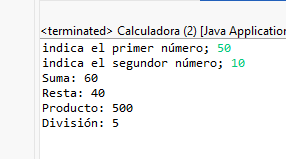 <terminated> Calculadora (2) [Java Application
indica el primer número; 50
indica el segundor número; 10
Suma: 60
Resta: 40
Producto: 500
División: 5